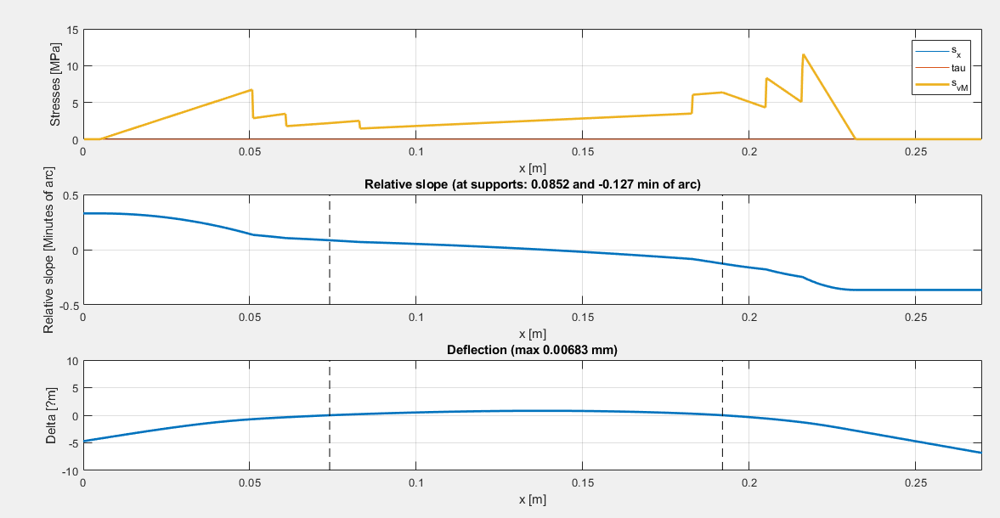 15
10
5
0
Stresses [MPa]
s_x
tau
s_vM
0 0.05 0.1 0.15 0.2 0.25
x [m]
Relative slope (at supports: 0.0852 and -0.127 min of arc)
0.5
0
-0.5
Relative slope [Minutes of arc]
0 0.05 0.1 0.15 0.2 0.25
x [m]
Deflection (max 0.00683 mm)
10
5
0
-5
-10
Delta [?m]
0 0.05 0.1 0.15 0.2 0.25
x [m]